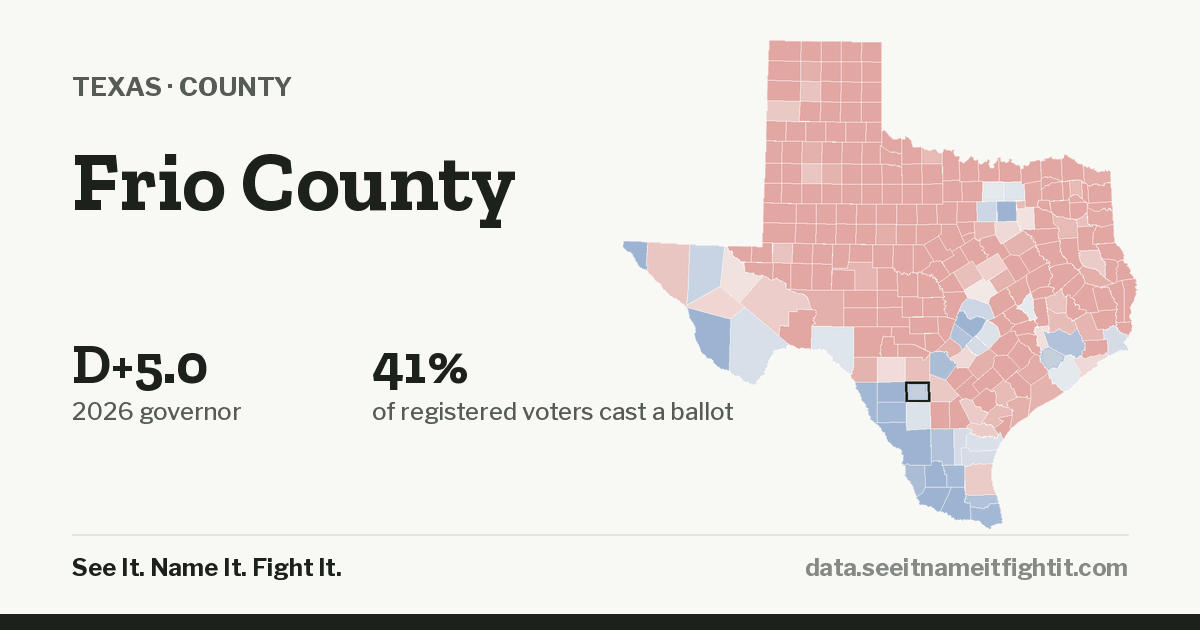 TEXAS · COUNTY
Frio County
D+5.0
2026 governor
41%
of registered voters cast a ballot
See It. Name It. Fight It.
data.seeitnameitfightit.com